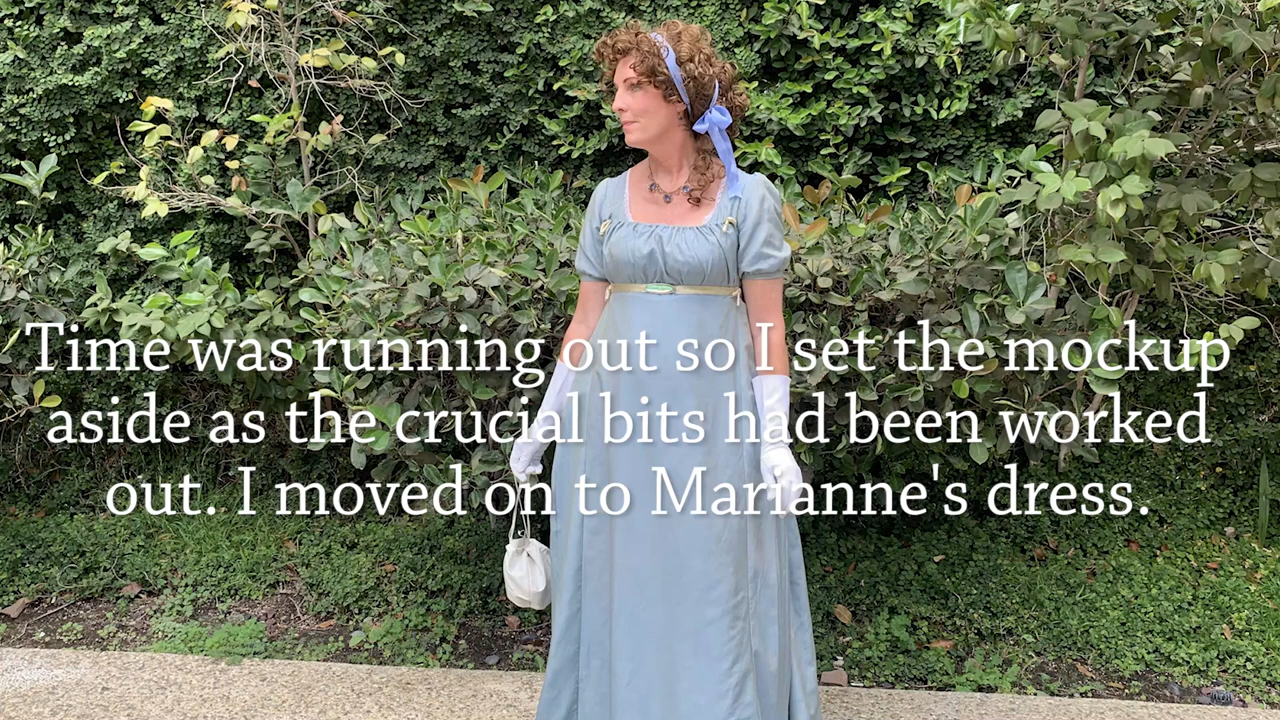 Time was running out so I set the mockup
aside as the crucial bits had been worked
out. I moved on to Marianne's dress.